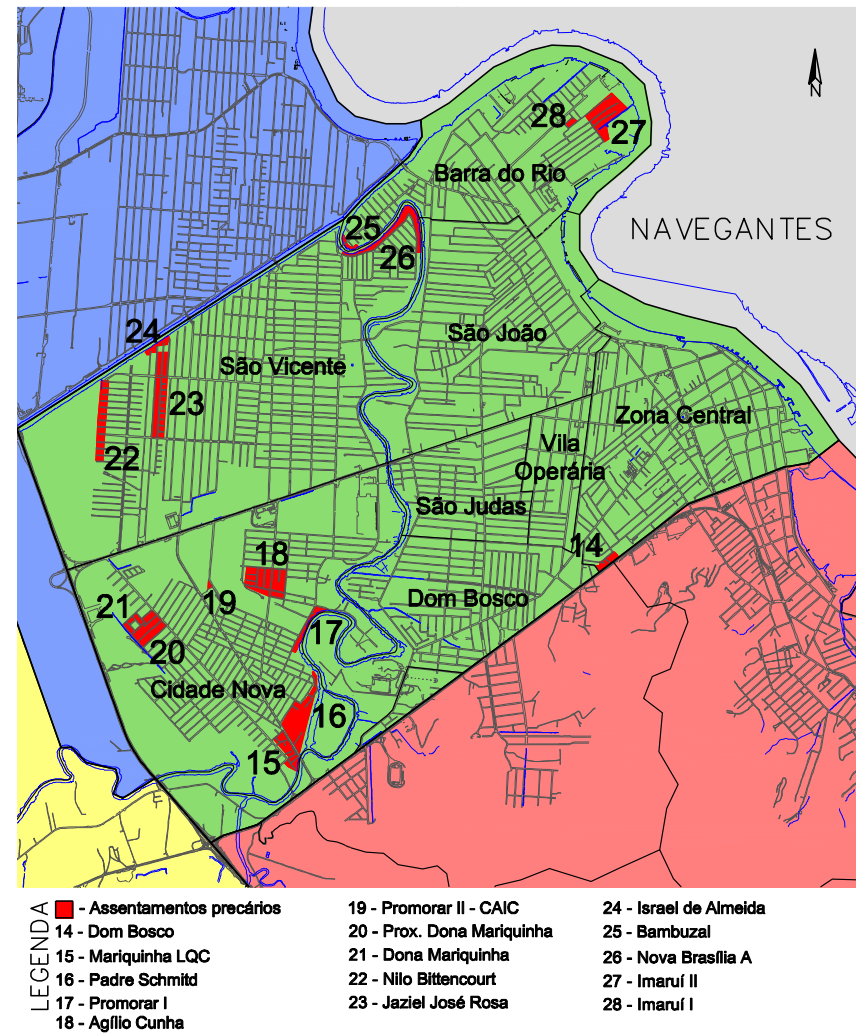 N
28
27
Barra do Rio
NAVEGANTES
25
26
24
São Vicente
São João
23
22
Zona Central
Vila
Operária
São Judas
14
18
19
Dom Bosco
21
20
17
Cidade Nova
16
15
LEGENDA
- Assentamentos precários
14 - Dom Bosco
15 - Mariquinha LQC
16 - Padre Schmitd
17 - Promorar I
18 - Agílio Cunha
19 - Promorar II - CAIC
20 - Prox. Dona Mariquinha
21 - Dona Mariquinha
22 - Nilo Bittencourt
23 - Jaziel José Rosa
24 - Israel de Almeida
25 - Bambuzal
26 - Nova Brasília A
27 - Imaruí II
28 - Imaruí I